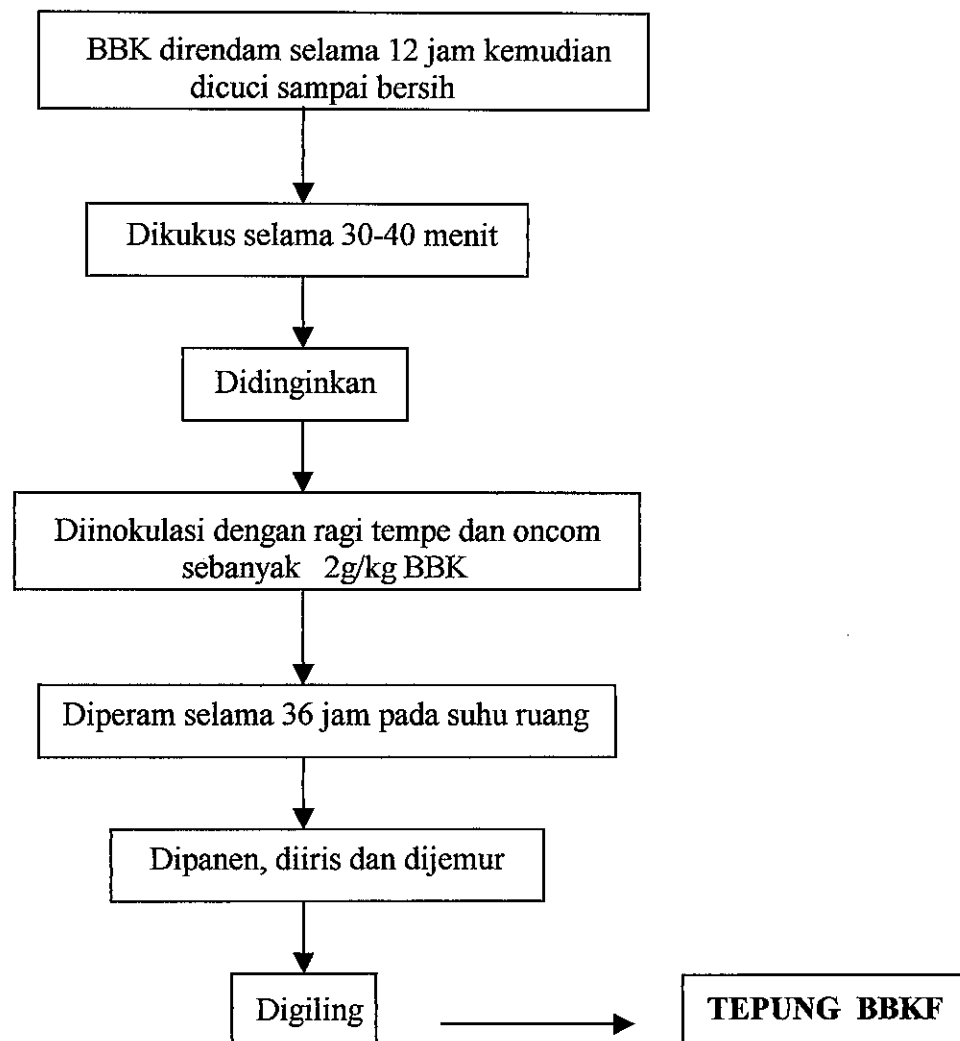 BBK direndam selama 12 jam kemudian
dicuci sampai bersih
Dikukus selama 30-40 menit
Didinginkan
Diinokulasi dengan ragi tempe dan oncom
sebanyak 2g/kg BBK
Diperam selama 36 jam pada suhu ruang
Dipanen, diiris dan dijemur
Digiling
TEPUNG BBKF